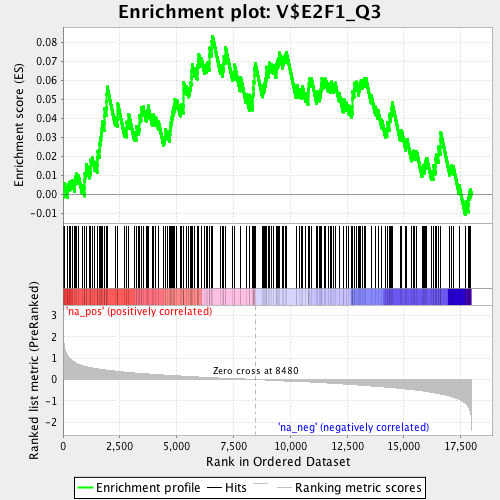 Enrichment plot: V$E2F1_Q3
Enrichment score (ES)
0.08
0.07
0.06
0.05
0.04
0.03
0.02
0.01
0.00
-0.01
'na_pos' (positively correlated)
Ranked list metric (PreRanked)
3
2
1
0
-1
-2
Zero cross at 8480
'na_neg' (negatively correlated)
0
2,500
5,000
7,500
10,000
12,500
15,000
17,500
Rank in Ordered Dataset
Enrichment profile
Hits
Ranking metric scores